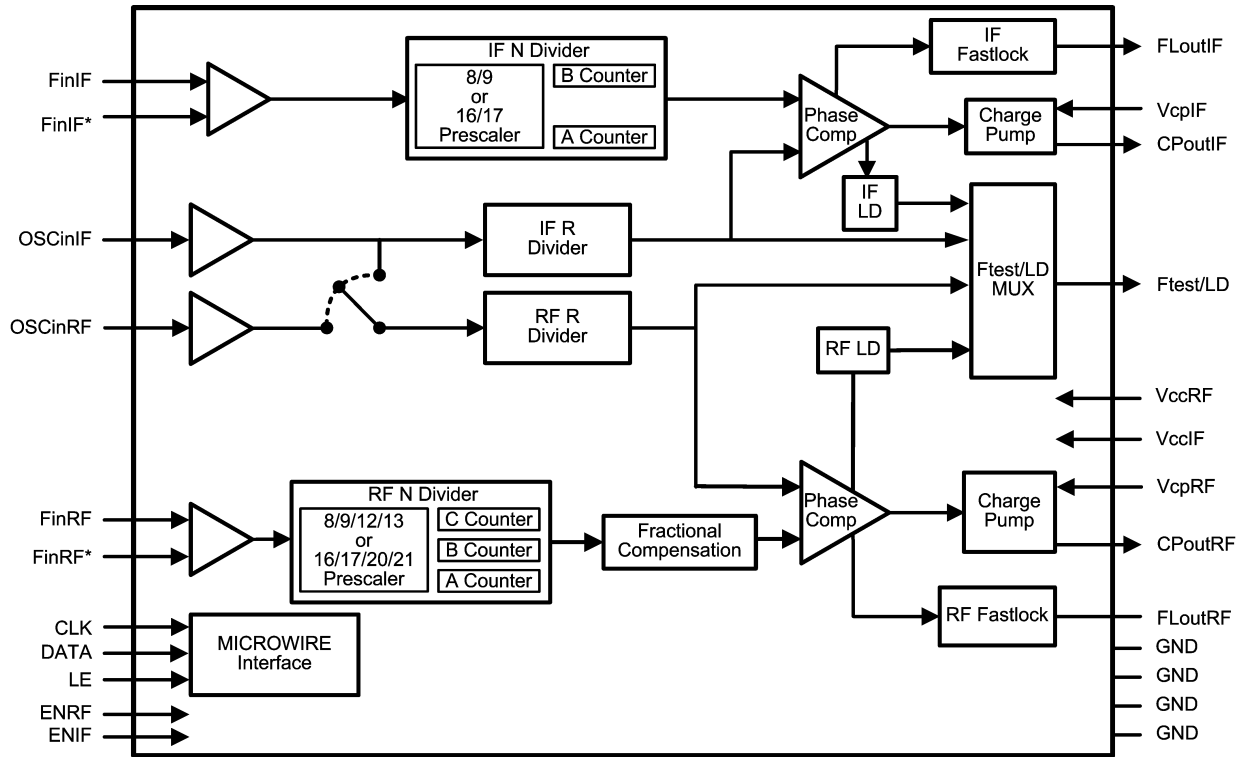 FinIF
FinIF*
IF N Divider
8/9
or
16/17
Prescaler
B Counter
A Counter
Phase
Comp
IF
Fastlock
FLoutIF
Charge
Pump
VcpIF
CPoutIF
IF
LD
OSCinIF
IF R
Divider
OSCinRF
RF R
Divider
Ftest/LD
MUX
Ftest/LD
RF LD
VccRF
VccIF
FinRF
FinRF*
RF N Divider
8/9/12/13
or
16/17/20/21
Prescaler
C Counter
B Counter
A Counter
Fractional
Compensation
Phase
Comp
Charge
Pump
VcpRF
CPoutRF
RF Fastlock
FLoutRF
CLK
DATA
LE
MICROWIRE
Interface
ENRF
ENIF
GND
GND
GND
GND